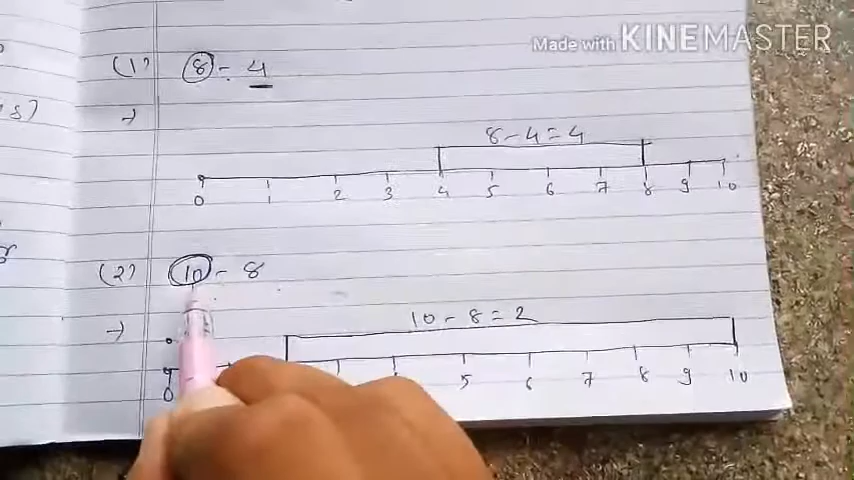 Made with KINEMASTER
(1) 8 - 4
→
8 - 4 = 4
0 1 2 3 4 5 6 7 8 9 10
(2) 10 - 8
→
10 - 8 = 2
0 5 6 7 8 9 10